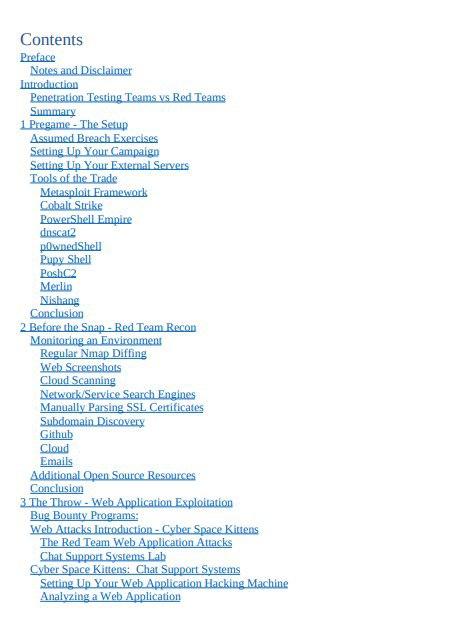 Contents
Preface
Notes and Disclaimer
Introduction
Penetration Testing Teams vs Red Teams
Summary
1 Pregame - The Setup
Assumed Breach Exercises
Setting Up Your Campaign
Setting Up Your External Servers
Tools of the Trade
Metasploit Framework
Cobalt Strike
PowerShell Empire
dnscat2
p0wnedShell
Pupy Shell
PoshC2
Merlin
Nishang
Conclusion
2 Before the Snap - Red Team Recon
Monitoring an Environment
Regular Nmap Diffing
Web Screenshots
Cloud Scanning
Network/Service Search Engines
Manually Parsing SSL Certificates
Subdomain Discovery
Github
Cloud
Emails
Additional Open Source Resources
Conclusion
3 The Throw - Web Application Exploitation
Bug Bounty Programs:
Web Attacks Introduction - Cyber Space Kittens
The Red Team Web Application Attacks
Chat Support Systems Lab
Cyber Space Kittens: Chat Support Systems
Setting Up Your Web Application Hacking Machine
Analyzing a Web Application